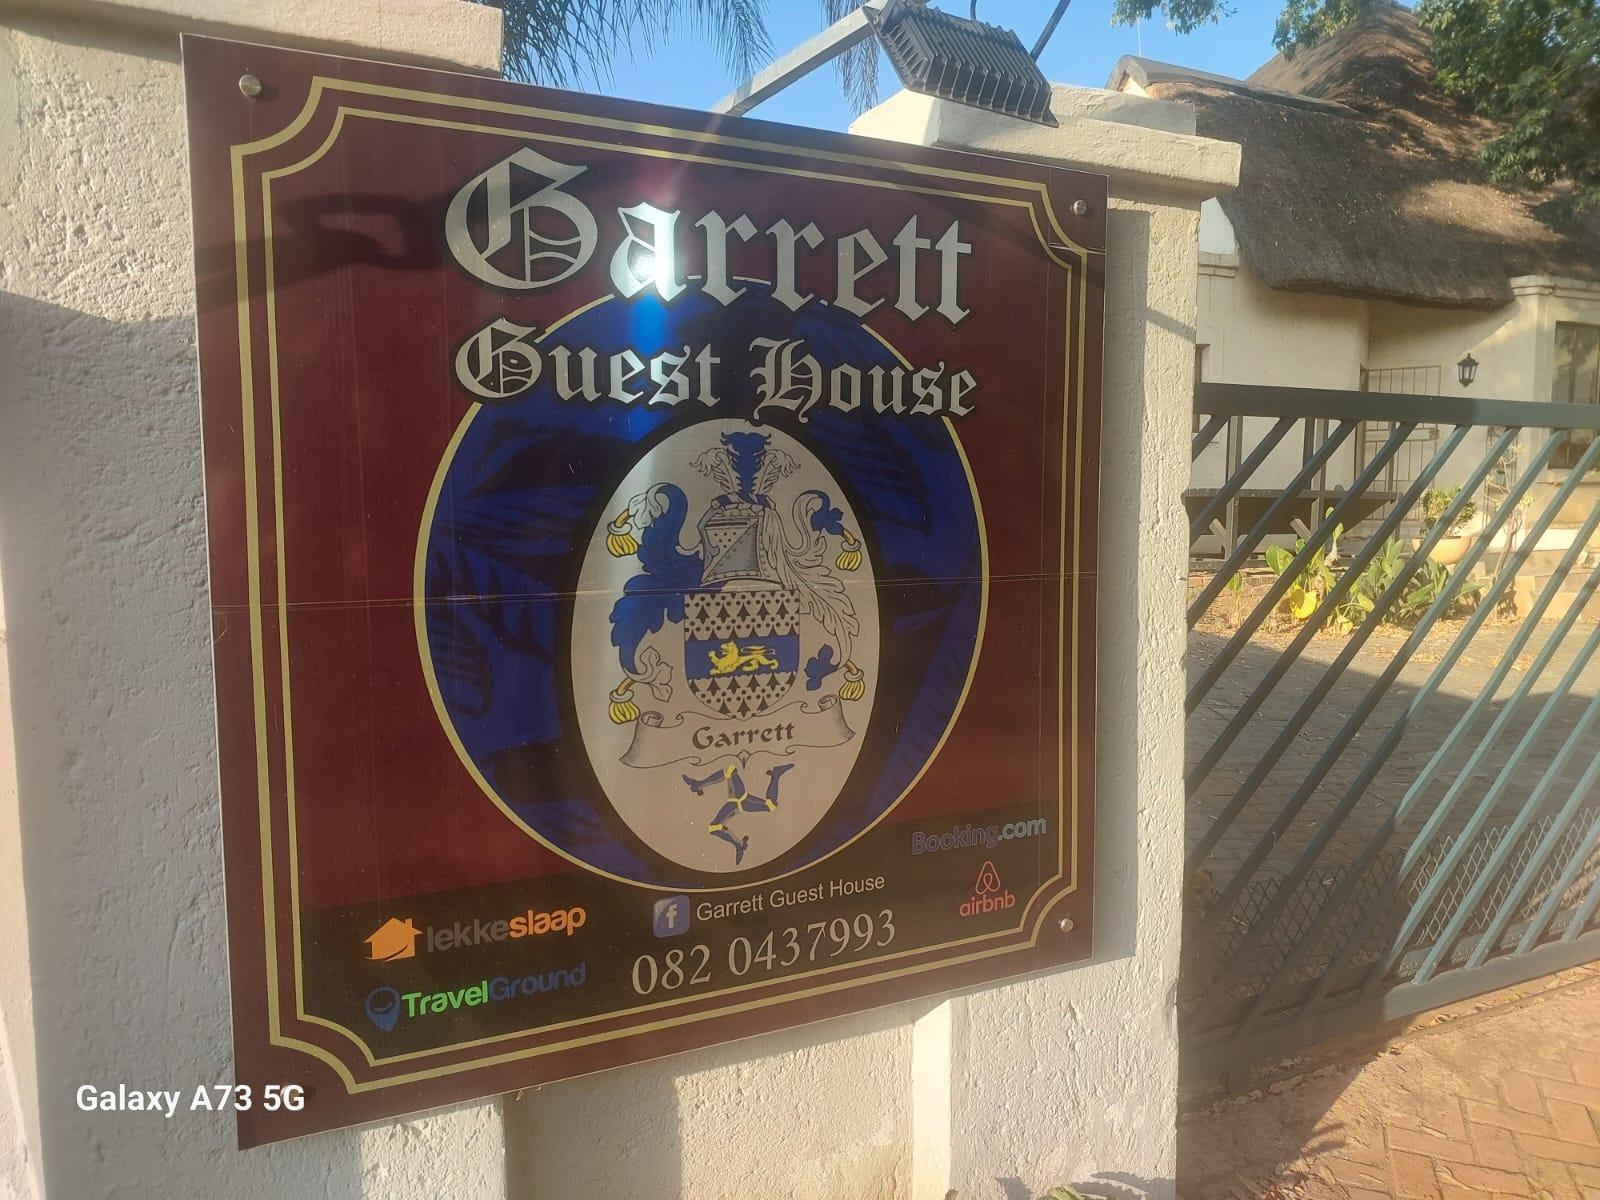 Garrett
Guest House
Garrett
Booking.com
airbnb
lekkeslaap
Garrett Guest House
TravelGround
082 0437993
Galaxy A73 5G